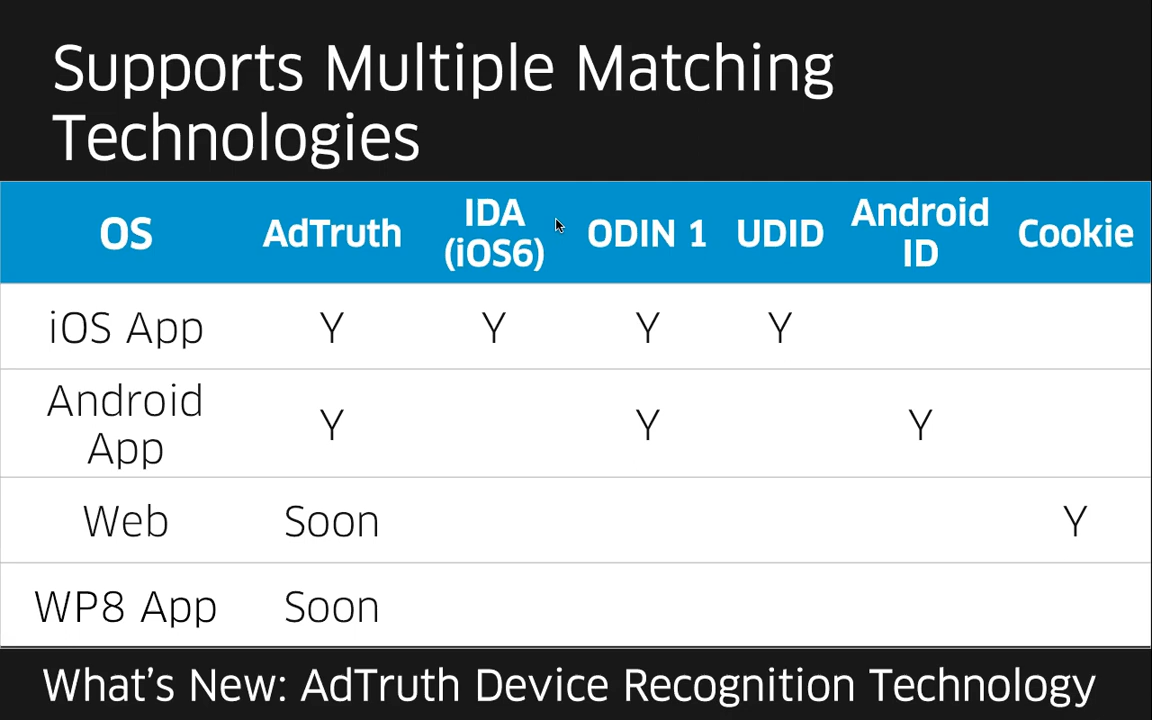 Supports Multiple Matching
Technologies
OS AdTruth IDA (iOS6) ODIN 1 UDID Android ID Cookie
iOS App Y Y Y Y
Android App Y Y Y
Web Soon Y
WP8 App Soon
What's New: AdTruth Device Recognition Technology